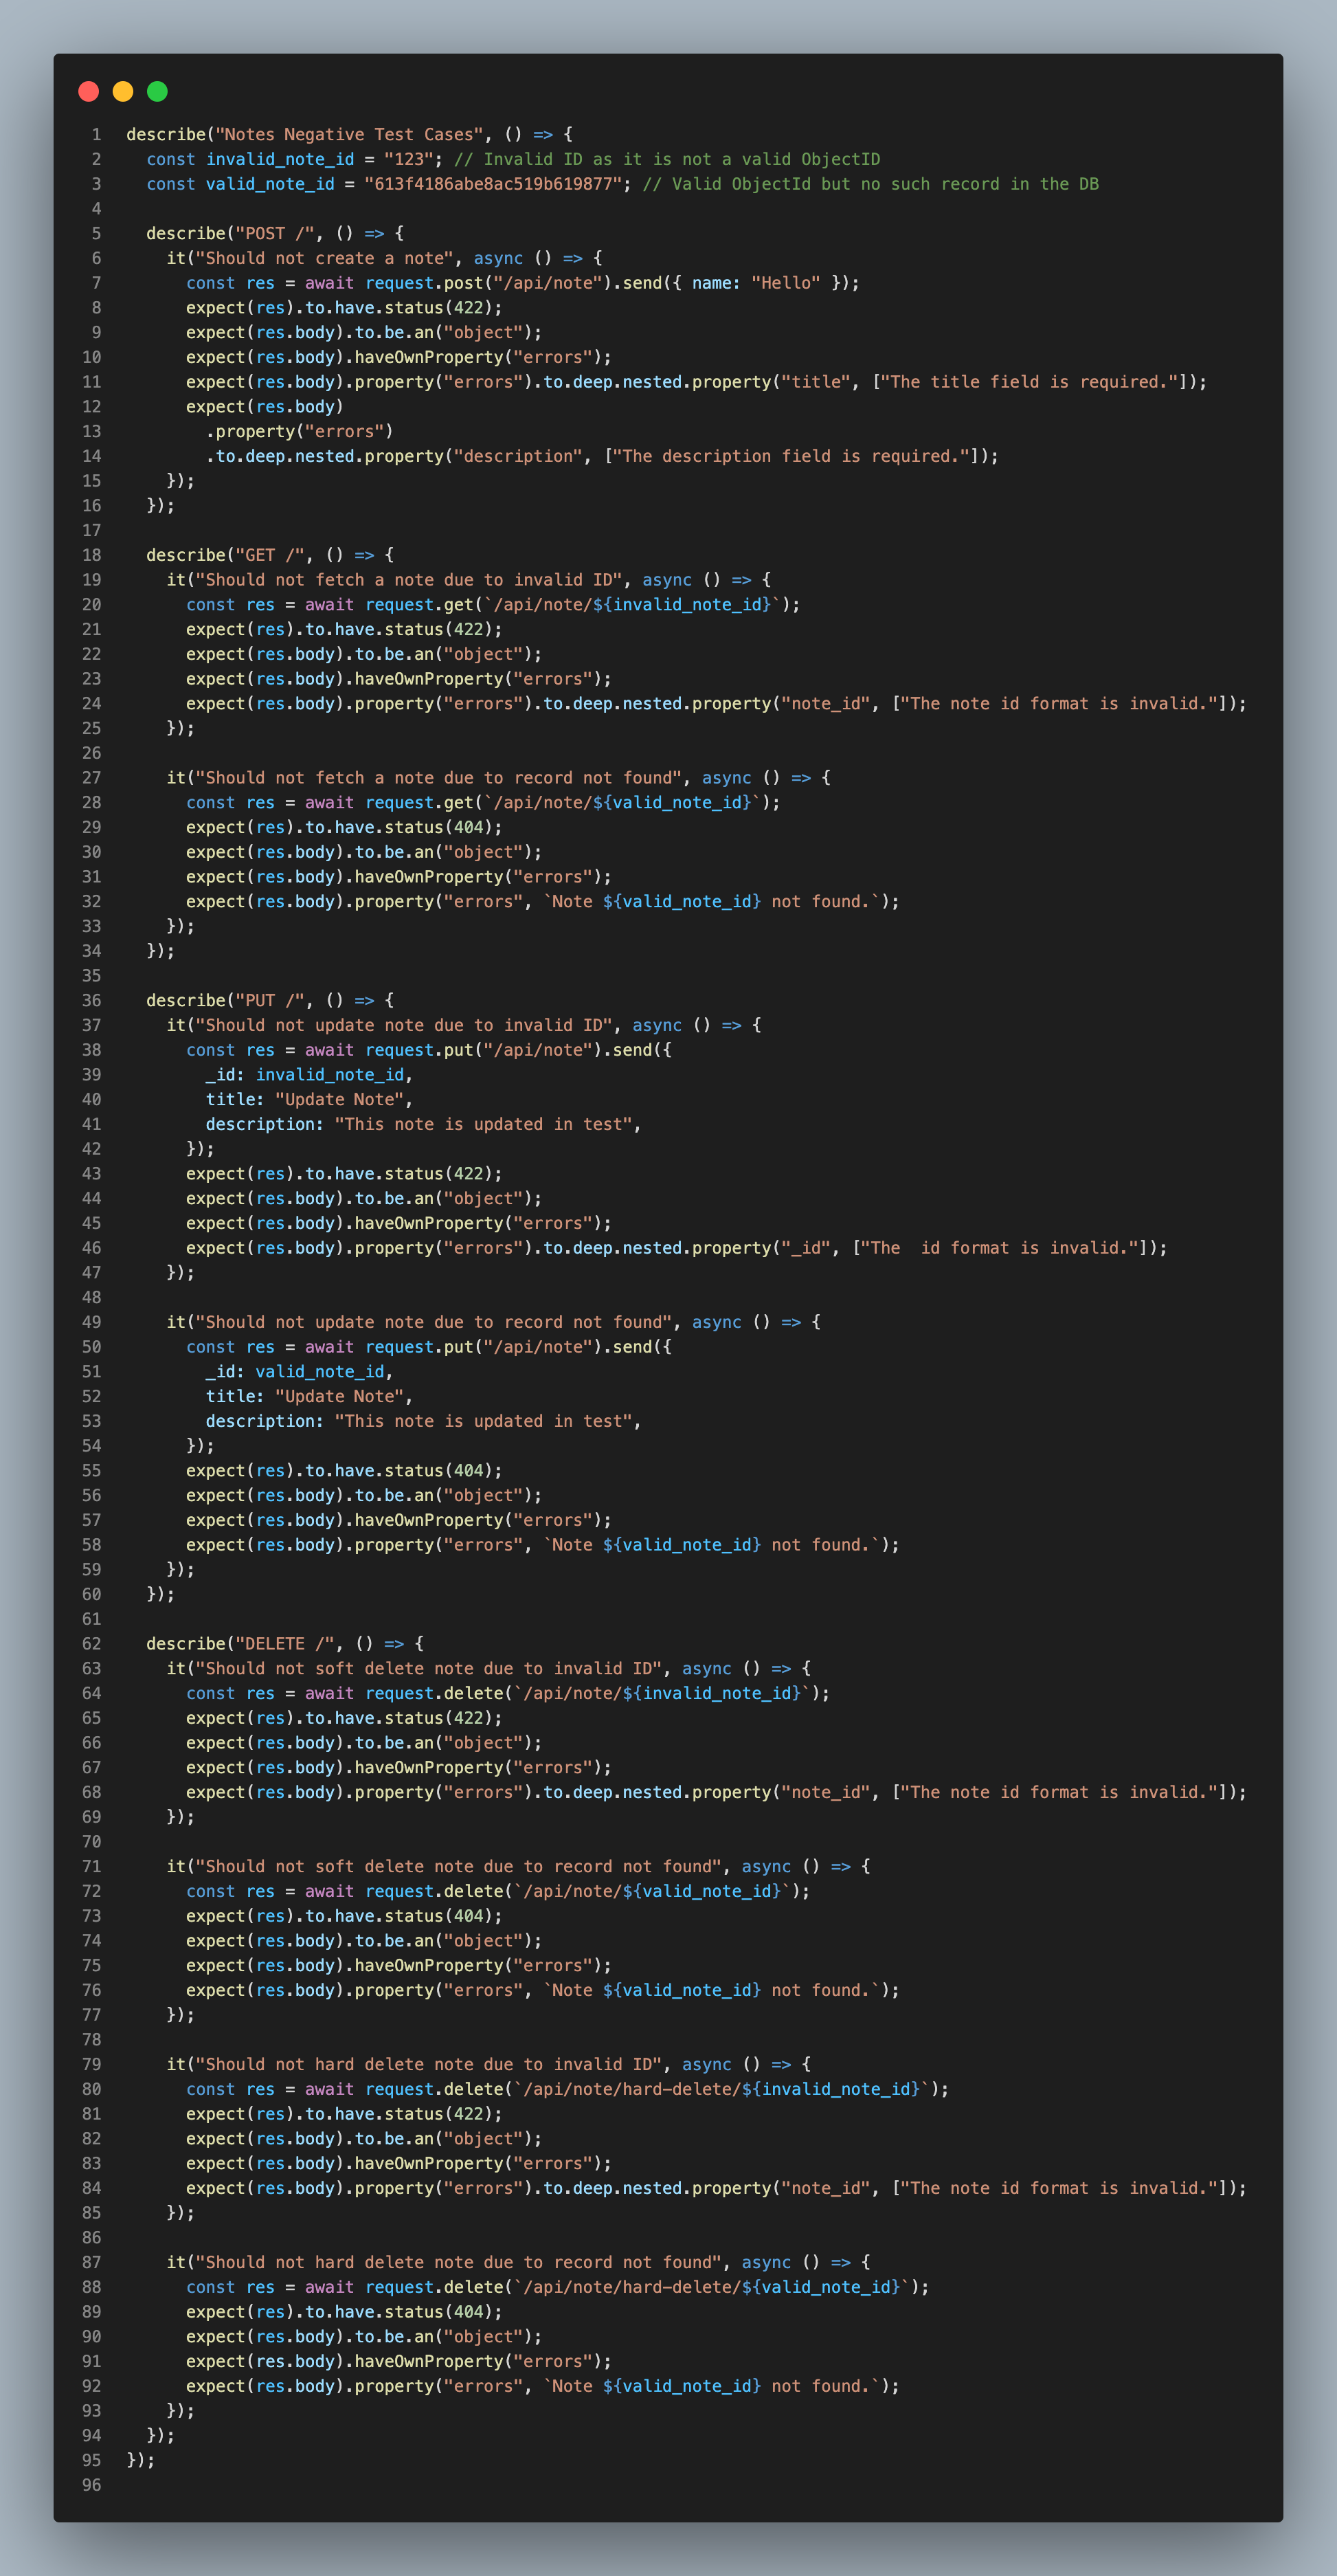 1 describe("Notes Negative Test Cases", () => {
2   const invalid_note_id = "123"; // Invalid ID as it is not a valid ObjectID
3   const valid_note_id = "613f4186abe8ac519b619877"; // Valid ObjectId but no such record in the DB
4
5   describe("POST /", () => {
6     it("Should not create a note", async () => {
7       const res = await request.post("/api/note").send({ name: "Hello" });
8       expect(res).to.have.status(422);
9       expect(res.body).to.be.an("object");
10       expect(res.body).haveOwnProperty("errors");
11       expect(res.body).property("errors").to.deep.nested.property("title", ["The title field is required."]);
12       expect(res.body)
13         .property("errors")
14         .to.deep.nested.property("description", ["The description field is required."]);
15     });
16   });
17
18   describe("GET /", () => {
19     it("Should not fetch a note due to invalid ID", async () => {
20       const res = await request.get(`/api/note/${invalid_note_id}`);
21       expect(res).to.have.status(422);
22       expect(res.body).to.be.an("object");
23       expect(res.body).haveOwnProperty("errors");
24       expect(res.body).property("errors").to.deep.nested.property("note_id", ["The note id format is invalid."]);
25     });
26
27     it("Should not fetch a note due to record not found", async () => {
28       const res = await request.get(`/api/note/${valid_note_id}`);
29       expect(res).to.have.status(404);
30       expect(res.body).to.be.an("object");
31       expect(res.body).haveOwnProperty("errors");
32       expect(res.body).property("errors", `Note ${valid_note_id} not found.`);
33     });
34   });
35
36   describe("PUT /", () => {
37     it("Should not update note due to invalid ID", async () => {
38       const res = await request.put("/api/note").send({
39         _id: invalid_note_id,
40         title: "Update Note",
41         description: "This note is updated in test",
42       });
43       expect(res).to.have.status(422);
44       expect(res.body).to.be.an("object");
45       expect(res.body).haveOwnProperty("errors");
46       expect(res.body).property("errors").to.deep.nested.property("_id", ["The  id format is invalid."]);
47     });
48
49     it("Should not update note due to record not found", async () => {
50       const res = await request.put("/api/note").send({
51         _id: valid_note_id,
52         title: "Update Note",
53         description: "This note is updated in test",
54       });
55       expect(res).to.have.status(404);
56       expect(res.body).to.be.an("object");
57       expect(res.body).haveOwnProperty("errors");
58       expect(res.body).property("errors", `Note ${valid_note_id} not found.`);
59     });
60   });
61
62   describe("DELETE /", () => {
63     it("Should not soft delete note due to invalid ID", async () => {
64       const res = await request.delete(`/api/note/${invalid_note_id}`);
65       expect(res).to.have.status(422);
66       expect(res.body).to.be.an("object");
67       expect(res.body).haveOwnProperty("errors");
68       expect(res.body).property("errors").to.deep.nested.property("note_id", ["The note id format is invalid."]);
69     });
70
71     it("Should not soft delete note due to record not found", async () => {
72       const res = await request.delete(`/api/note/${valid_note_id}`);
73       expect(res).to.have.status(404);
74       expect(res.body).to.be.an("object");
75       expect(res.body).haveOwnProperty("errors");
76       expect(res.body).property("errors", `Note ${valid_note_id} not found.`);
77     });
78
79     it("Should not hard delete note due to invalid ID", async () => {
80       const res = await request.delete(`/api/note/hard-delete/${invalid_note_id}`);
81       expect(res).to.have.status(422);
82       expect(res.body).to.be.an("object");
83       expect(res.body).haveOwnProperty("errors");
84       expect(res.body).property("errors").to.deep.nested.property("note_id", ["The note id format is invalid."]);
85     });
86
87     it("Should not hard delete note due to record not found", async () => {
88       const res = await request.delete(`/api/note/hard-delete/${valid_note_id}`);
89       expect(res).to.have.status(404);
90       expect(res.body).to.be.an("object");
91       expect(res.body).haveOwnProperty("errors");
92       expect(res.body).property("errors", `Note ${valid_note_id} not found.`);
93     });
94   });
95 });
96